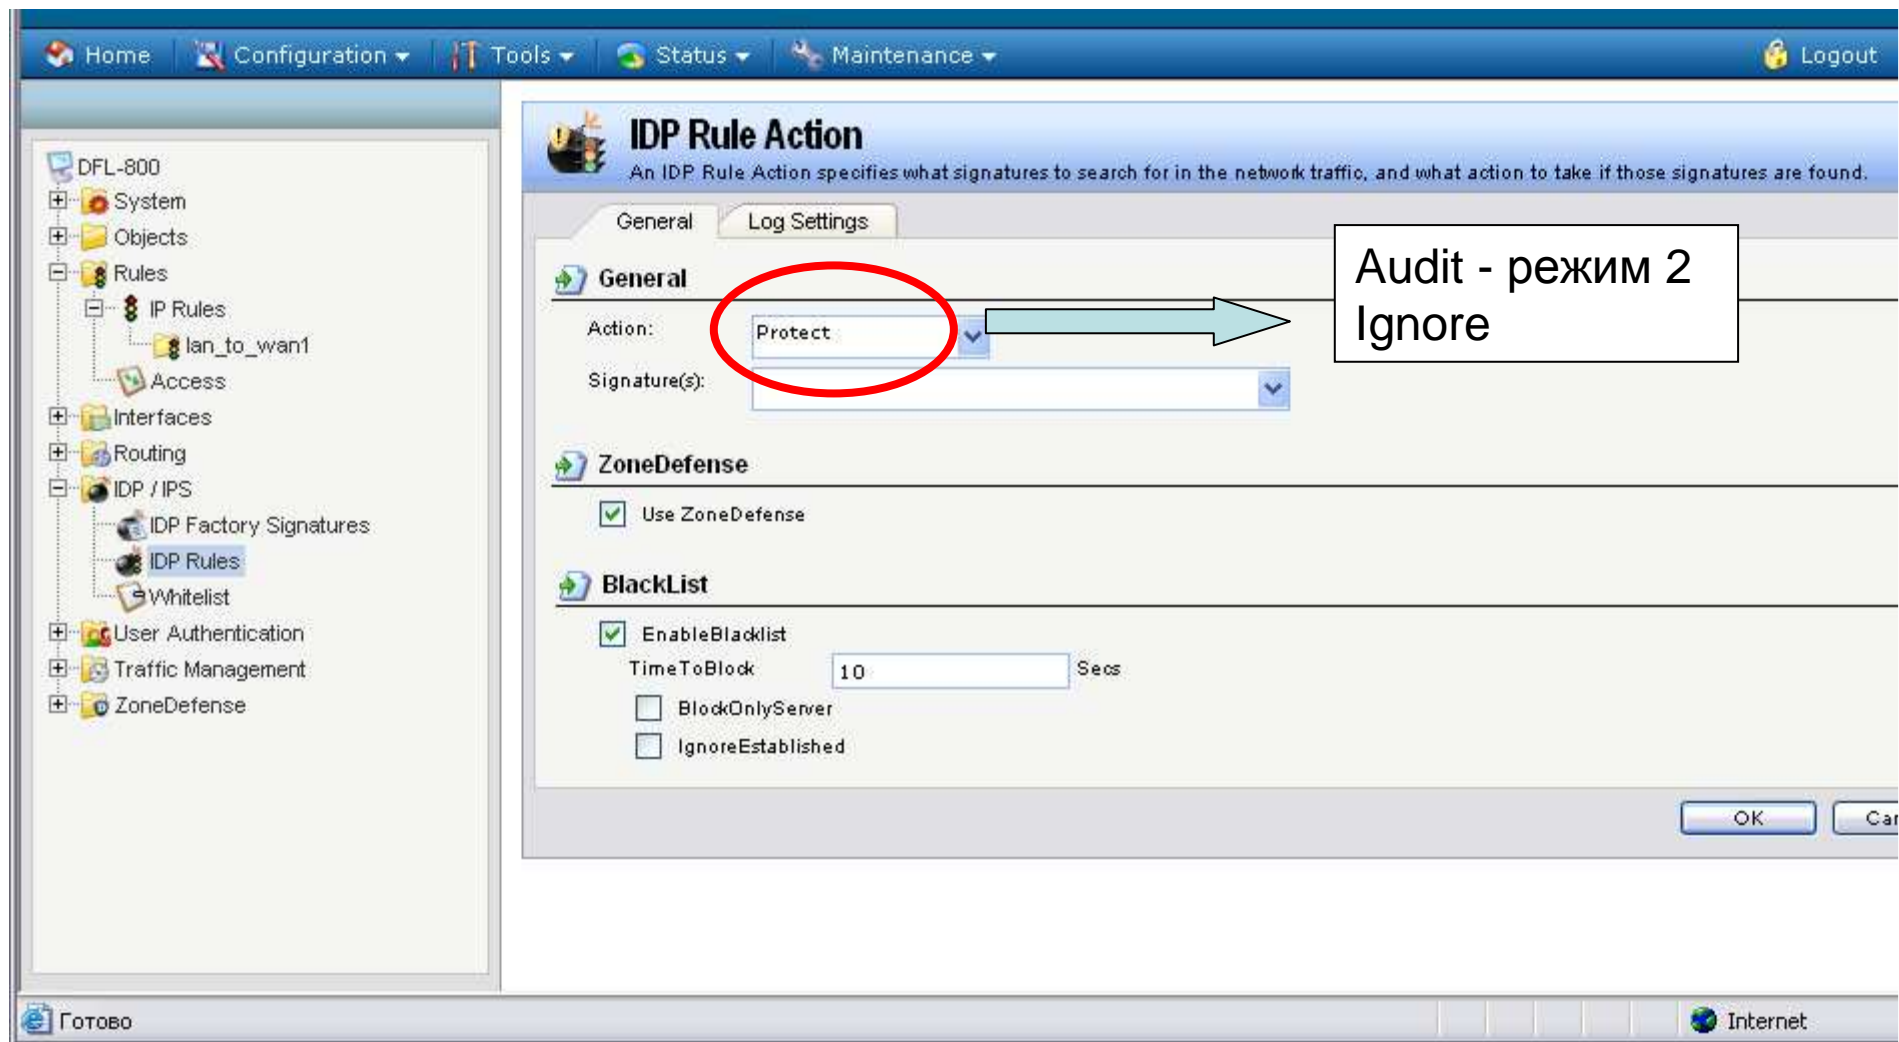 Home Configuration Tools Status Maintenance Logout
DFL-800
System
Objects
Rules
IP Rules
lan_to_wan1
Access
Interfaces
Routing
IDP / IPS
IDP Factory Signatures
IDP Rules
Whitelist
User Authentication
Traffic Management
ZoneDefense
IDP Rule Action
An IDP Rule Action specifies what signatures to search for in the network traffic, and what action to take if those signatures are found.
General Log Settings
General
Action: Protect
Signature(s):
Audit - режим 2
Ignore
ZoneDefense
Use ZoneDefense
BlackList
EnableBlacklist
TimeToBlock 10 Secs
BlockOnlyServer
IgnoreEstablished
OK Can
Готово Internet